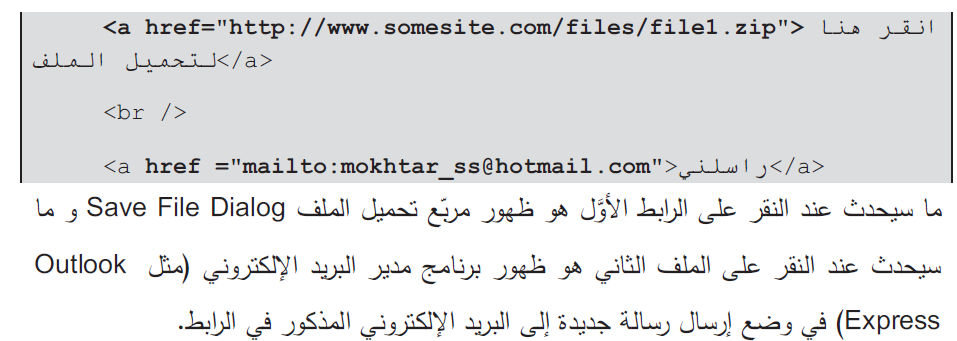 <a href="http://www.somesite.com/files/file1.zip"> انقر هنا
لتحميل الملف</a>
<br />
<a href ="mailto:mokhtar_ss@hotmail.com">راسلني</a>
ما سيحدث عند النقر على الرابط الأوَّل هو ظهور مربّع تحميل الملف Save File Dialog و ما
سيحدث عند النقر على الملف الثاني هو ظهور برنامج مدير البريد الإلكتروني (مثل Outlook
Express) في وضع إرسال رسالة جديدة إلى البريد الإلكتروني المذكور في الرابط.